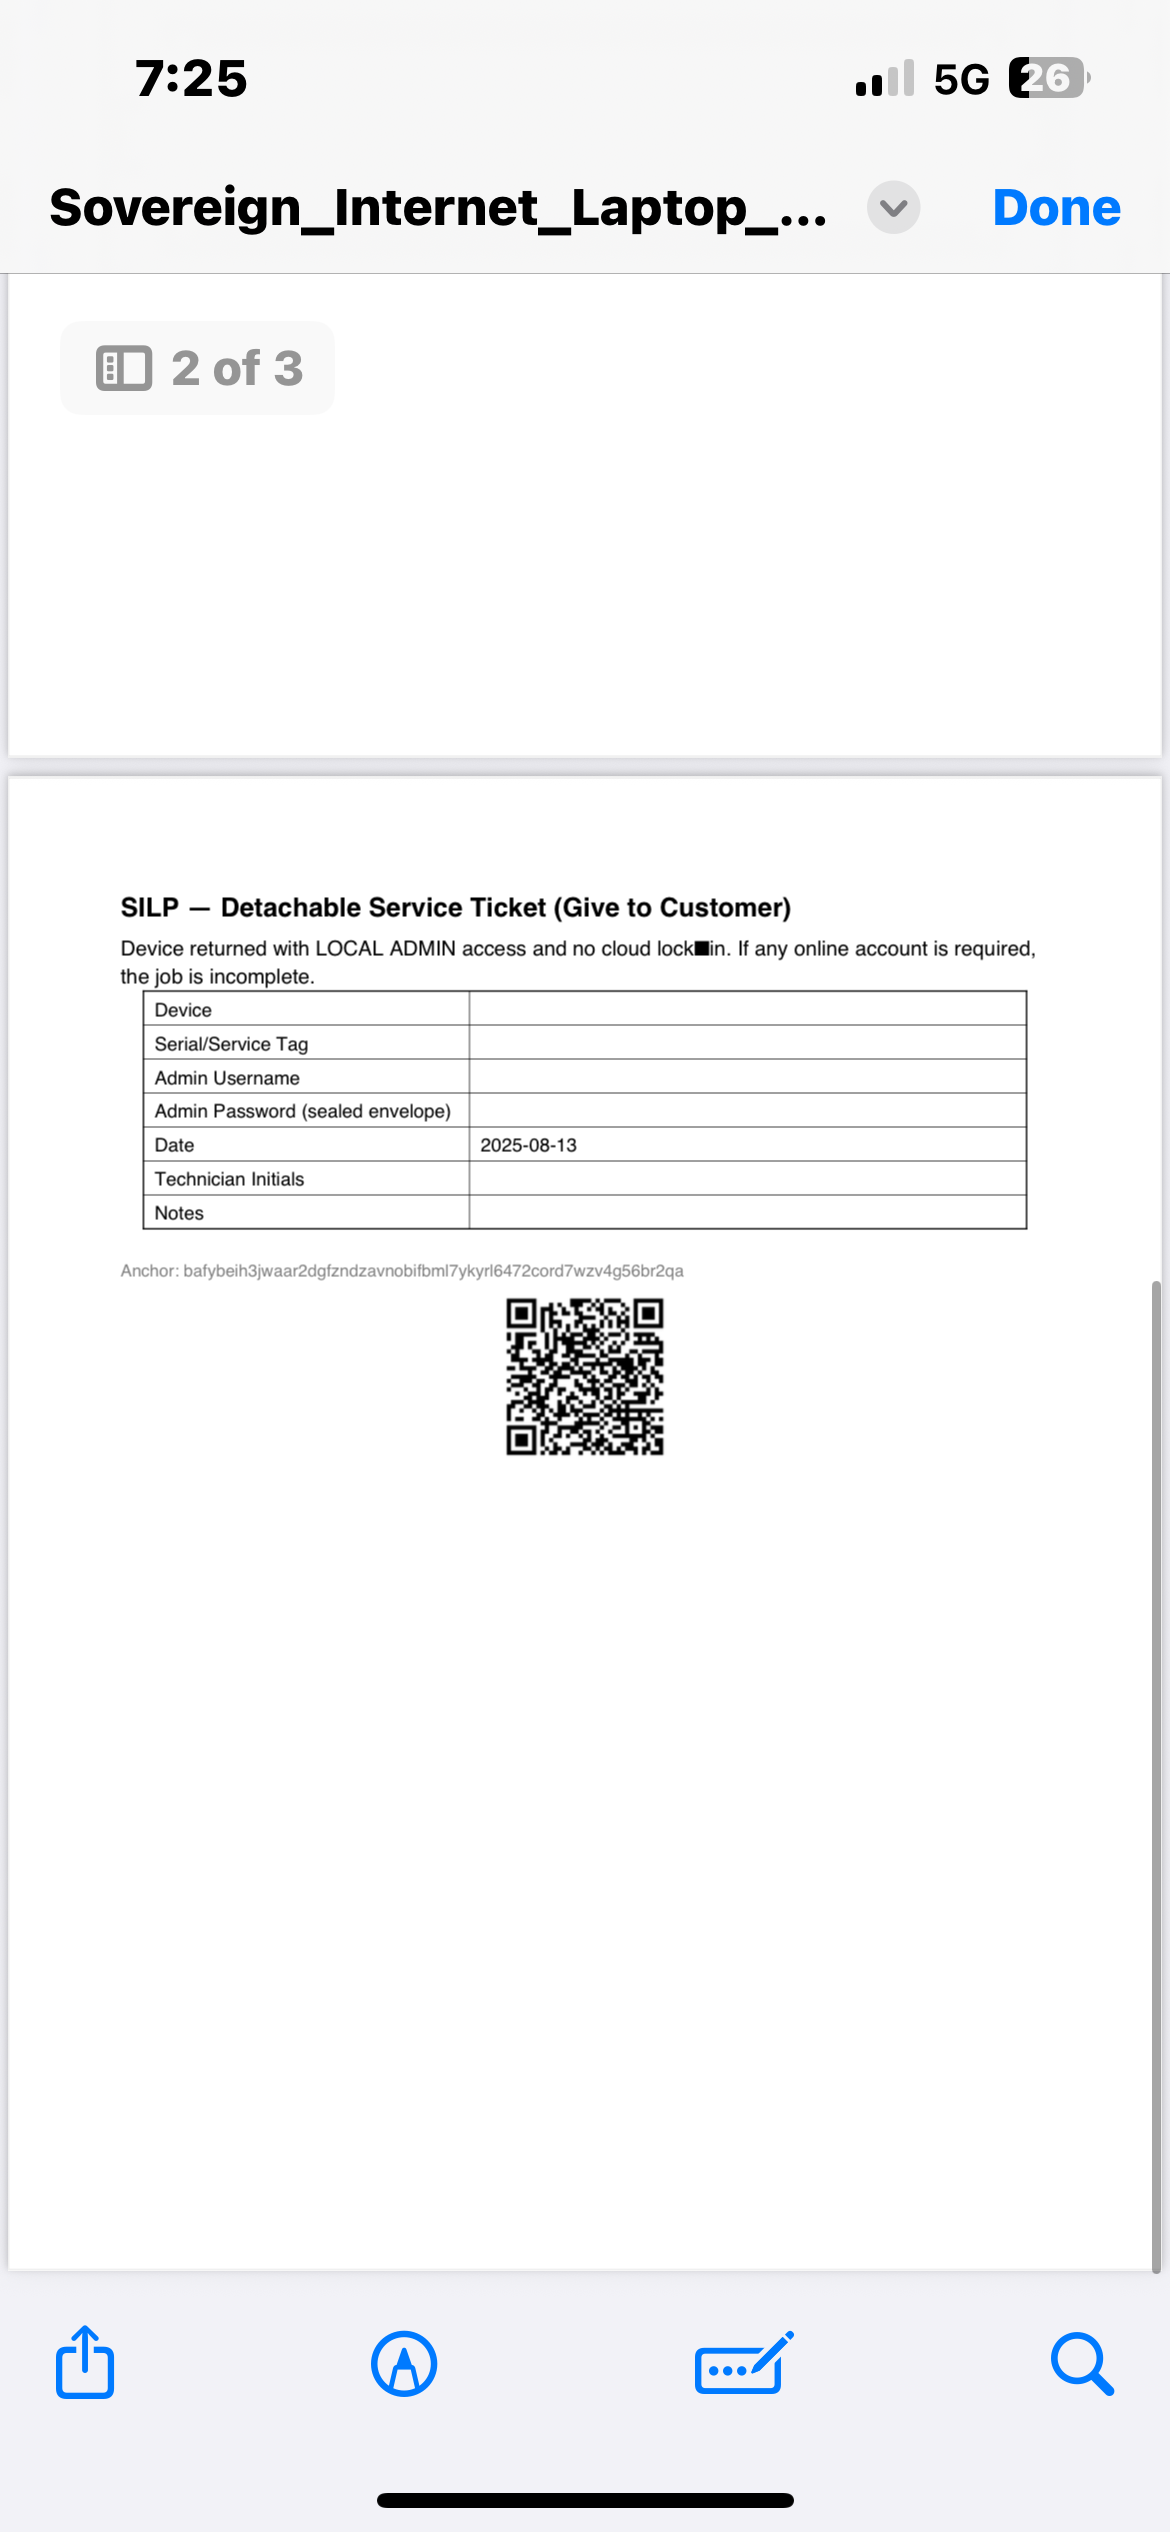 7:25
5G 26
Sovereign_Internet_Laptop_...
Done
2 of 3
SILP — Detachable Service Ticket (Give to Customer)
Device returned with LOCAL ADMIN access and no cloud lock■in. If any online account is required,
the job is incomplete.
Device
Serial/Service Tag
Admin Username
Admin Password (sealed envelope)
Date 2025-08-13
Technician Initials
Notes
Anchor: bafybeih3jwaar2dgfzndzavnobifbml7ykyrl6472cord7wzv4g56br2qa